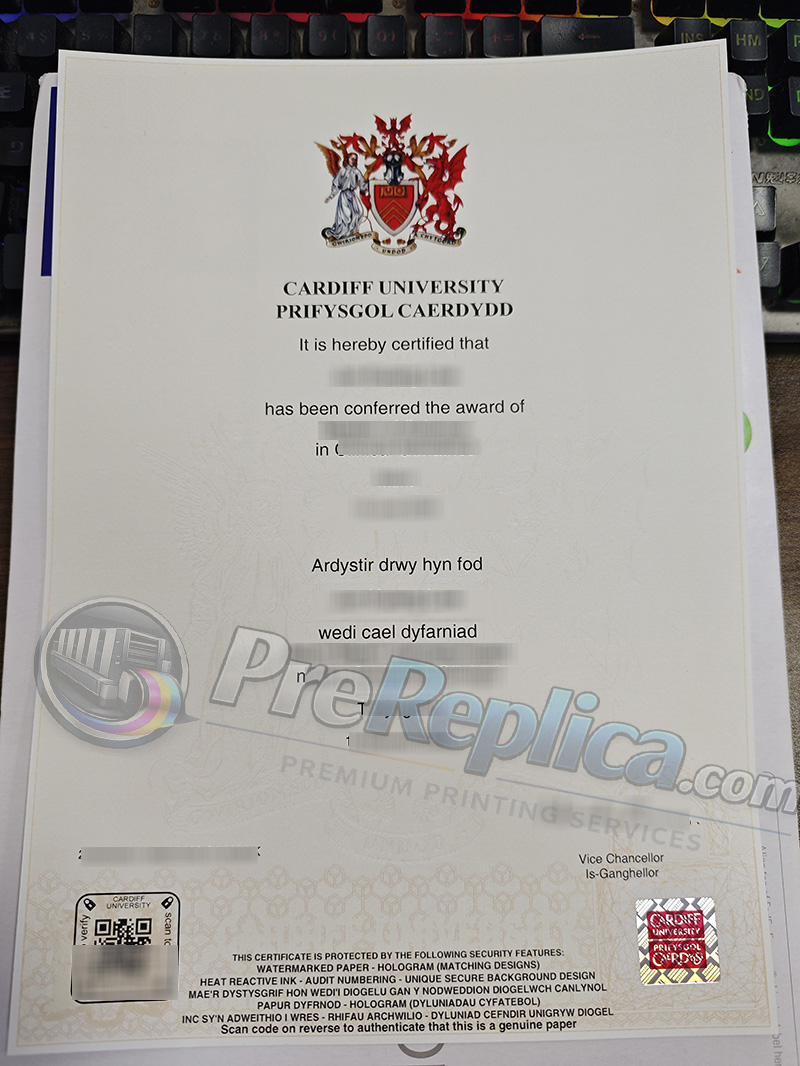 CARDIFF UNIVERSITY
PRIFYSGOL CAERDYDD
It is hereby certified that
has been conferred the award of
in
Ardystir drwy hyn fod
wedi cael dyfarniad
PreReplica.com
PREMIUM PRINTING SERVICES
Vice Chancellor
Is-Ganghellor
CARDIFF
UNIVERSITY
verify
scan to
CARDIFF
UNIVERSITY
PRIFYSGOL
CAERDYDD
THIS CERTIFICATE IS PROTECTED BY THE FOLLOWING SECURITY FEATURES:
WATERMARKED PAPER - HOLOGRAM (MATCHING DESIGNS)
HEAT REACTIVE INK - AUDIT NUMBERING - UNIQUE SECURE BACKGROUND DESIGN
MAE'R DYSTYSGRIF HON WEDI'I DIOGELU GAN Y NODWEDDION DIOGELWCH CANLYNOL
PAPUR DYFRNOD - HOLOGRAM (DYLUNIADAU CYFATEBOL)
INC SY'N ADWEITHIO I WRES - RHIFAU ARCHWILIO - DYLUNIAD CEFNDIR UNIGRYW DIOGEL
Scan code on reverse to authenticate that this is a genuine paper